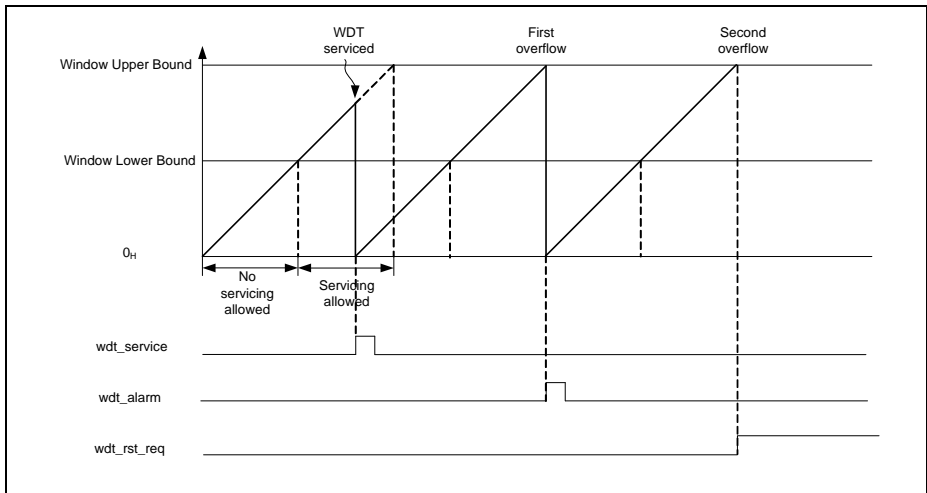 WDT
serviced
First
overflow
Second
overflow
Window Upper Bound
Window Lower Bound
0H
No
servicing
allowed
Servicing
allowed
wdt_service
wdt_alarm
wdt_rst_req